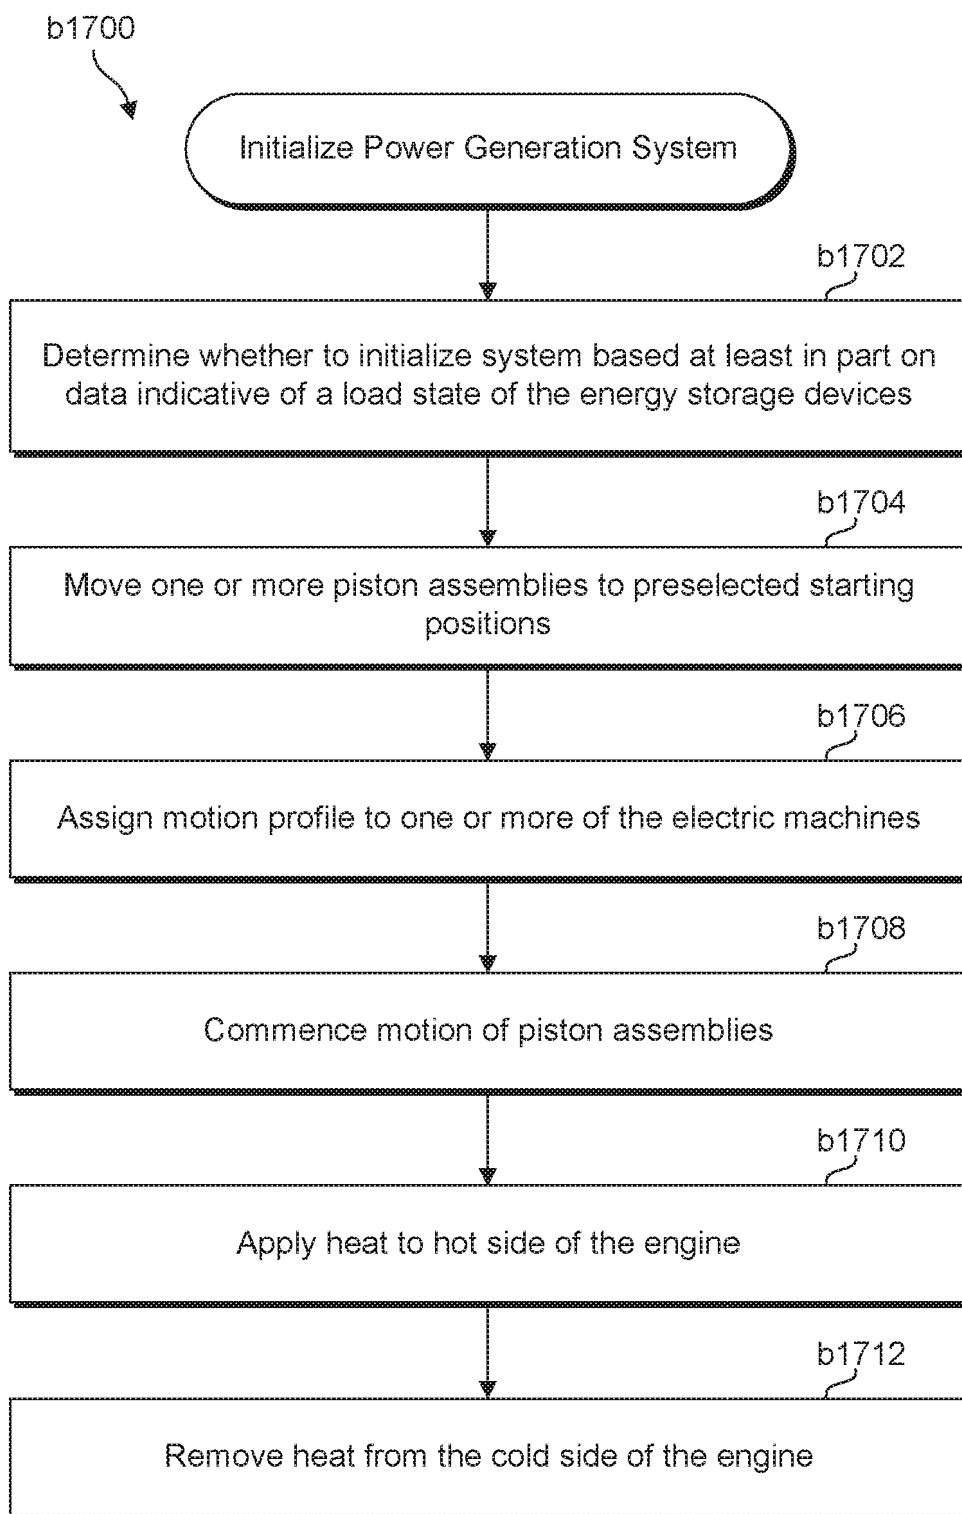 b1700
Initialize Power Generation System
b1702
Determine whether to initialize system based at least in part on
data indicative of a load state of the energy storage devices
b1704
Move one or more piston assemblies to preselected starting
positions
b1706
Assign motion profile to one or more of the electric machines
b1708
Commence motion of piston assemblies
b1710
Apply heat to hot side of the engine
b1712
Remove heat from the cold side of the engine